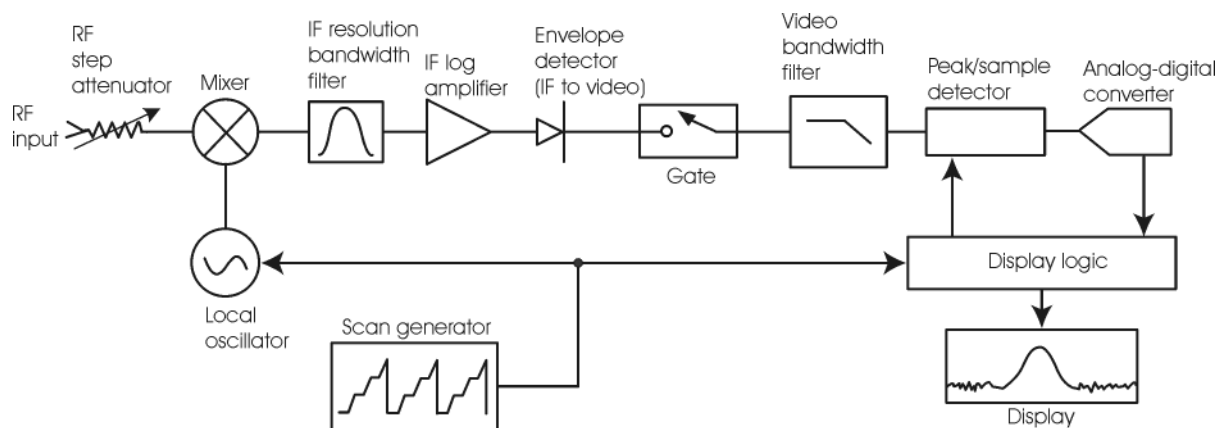 RF
step
attenuator
RF
input
Mixer
IF resolution
bandwidth
filter
IF log
amplifier
Envelope
detector
(IF to video)
Gate
Video
bandwidth
filter
Peak/sample
detector
Analog-digital
converter
Local
oscillator
Scan generator
Display logic
Display